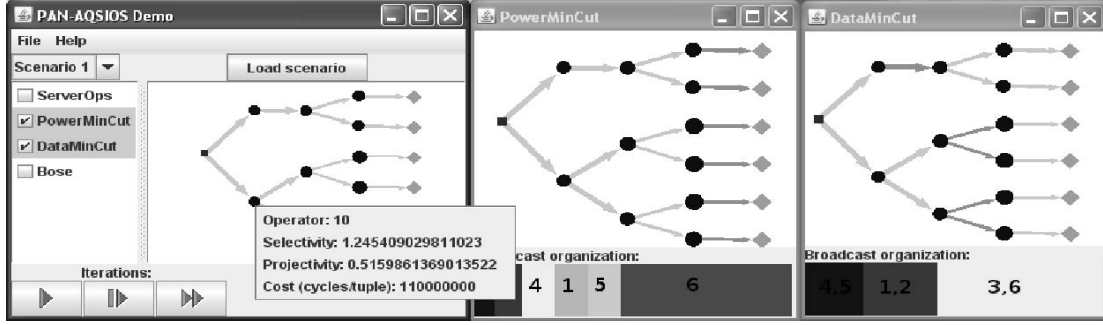 PAN-AQSIOS Demo
File Help
Scenario 1
Load scenario
ServerOps
PowerMinCut
DataMinCut
Bose
Operator: 10
Selectivity: 1.245409029811023
Projectivity: 0.5159861369013522
Cost (cycles/tuple): 110000000
Iterations:
PowerMinCut
cast organization:
4 1 5 6
DataMinCut
Broadcast organization:
4,5 1,2 3,6